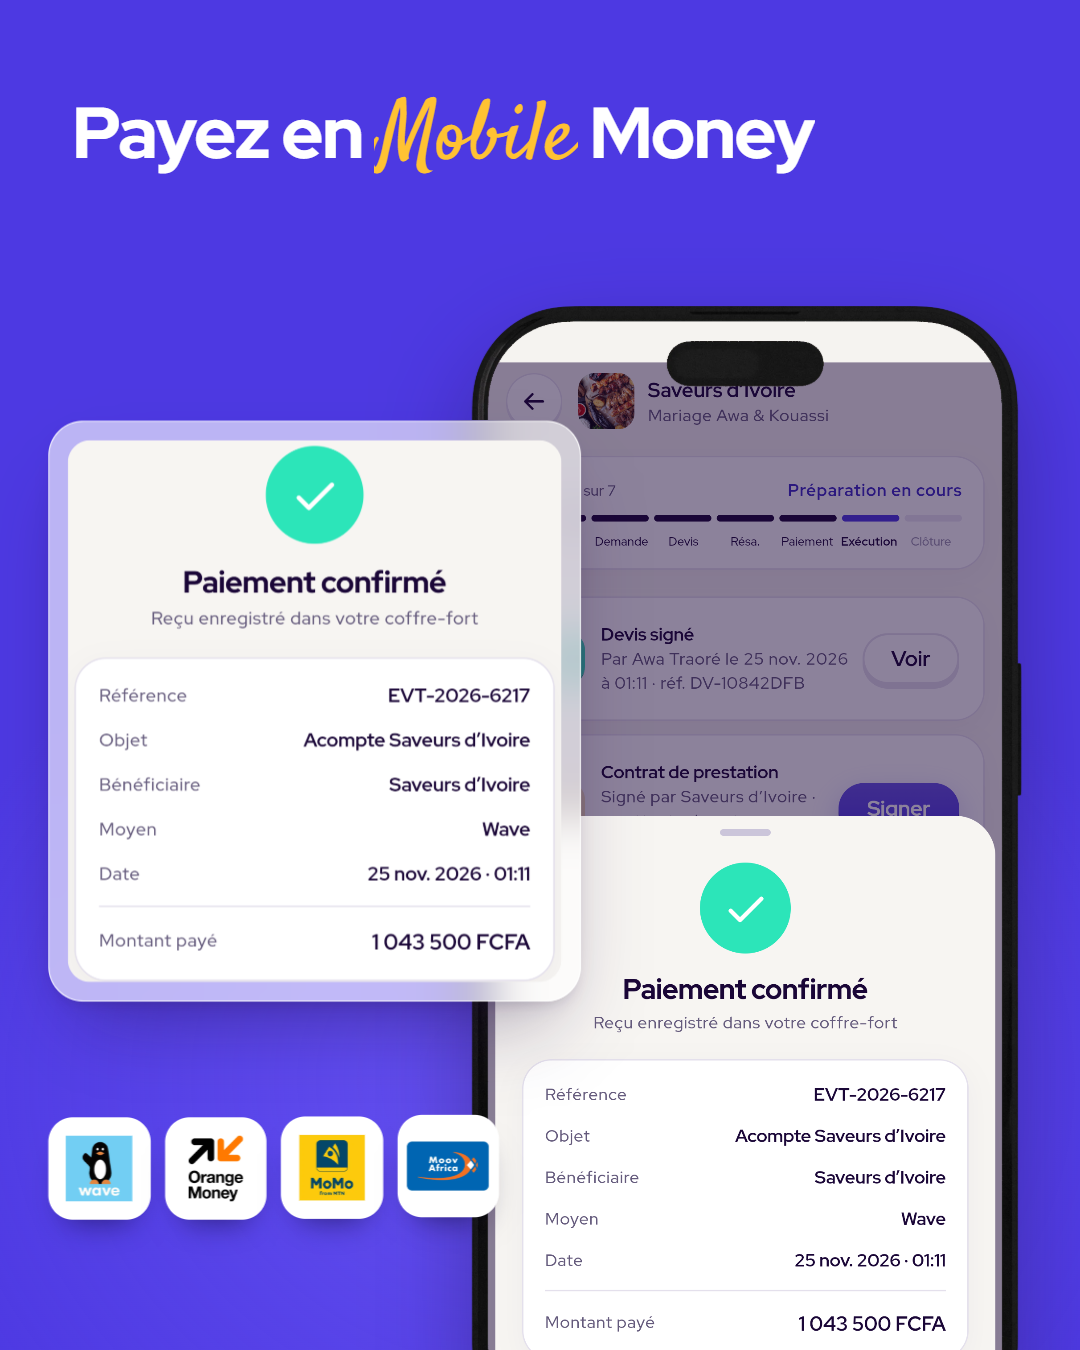 Payez en Mobile Money
Saveurs d'Ivoire
Mariage Awa & Kouassi
sur 7
Préparation en cours
Demande Devis Résa. Paiement Exécution Clôture
Devis signé
Par Awa Traoré le 25 nov. 2026
à 01:11 · réf. DV-10842DFB
Voir
Contrat de prestation
Signé par Saveurs d'Ivoire ·
Signer
Paiement confirmé
Reçu enregistré dans votre coffre-fort
Référence EVT-2026-6217
Objet Acompte Saveurs d'Ivoire
Bénéficiaire Saveurs d'Ivoire
Moyen Wave
Date 25 nov. 2026 · 01:11
Montant payé 1 043 500 FCFA
Paiement confirmé
Reçu enregistré dans votre coffre-fort
Référence EVT-2026-6217
Objet Acompte Saveurs d'Ivoire
Bénéficiaire Saveurs d'Ivoire
Moyen Wave
Date 25 nov. 2026 · 01:11
Montant payé 1 043 500 FCFA
wave
Orange
Money
MoMo
From MTN
Moov
Africa